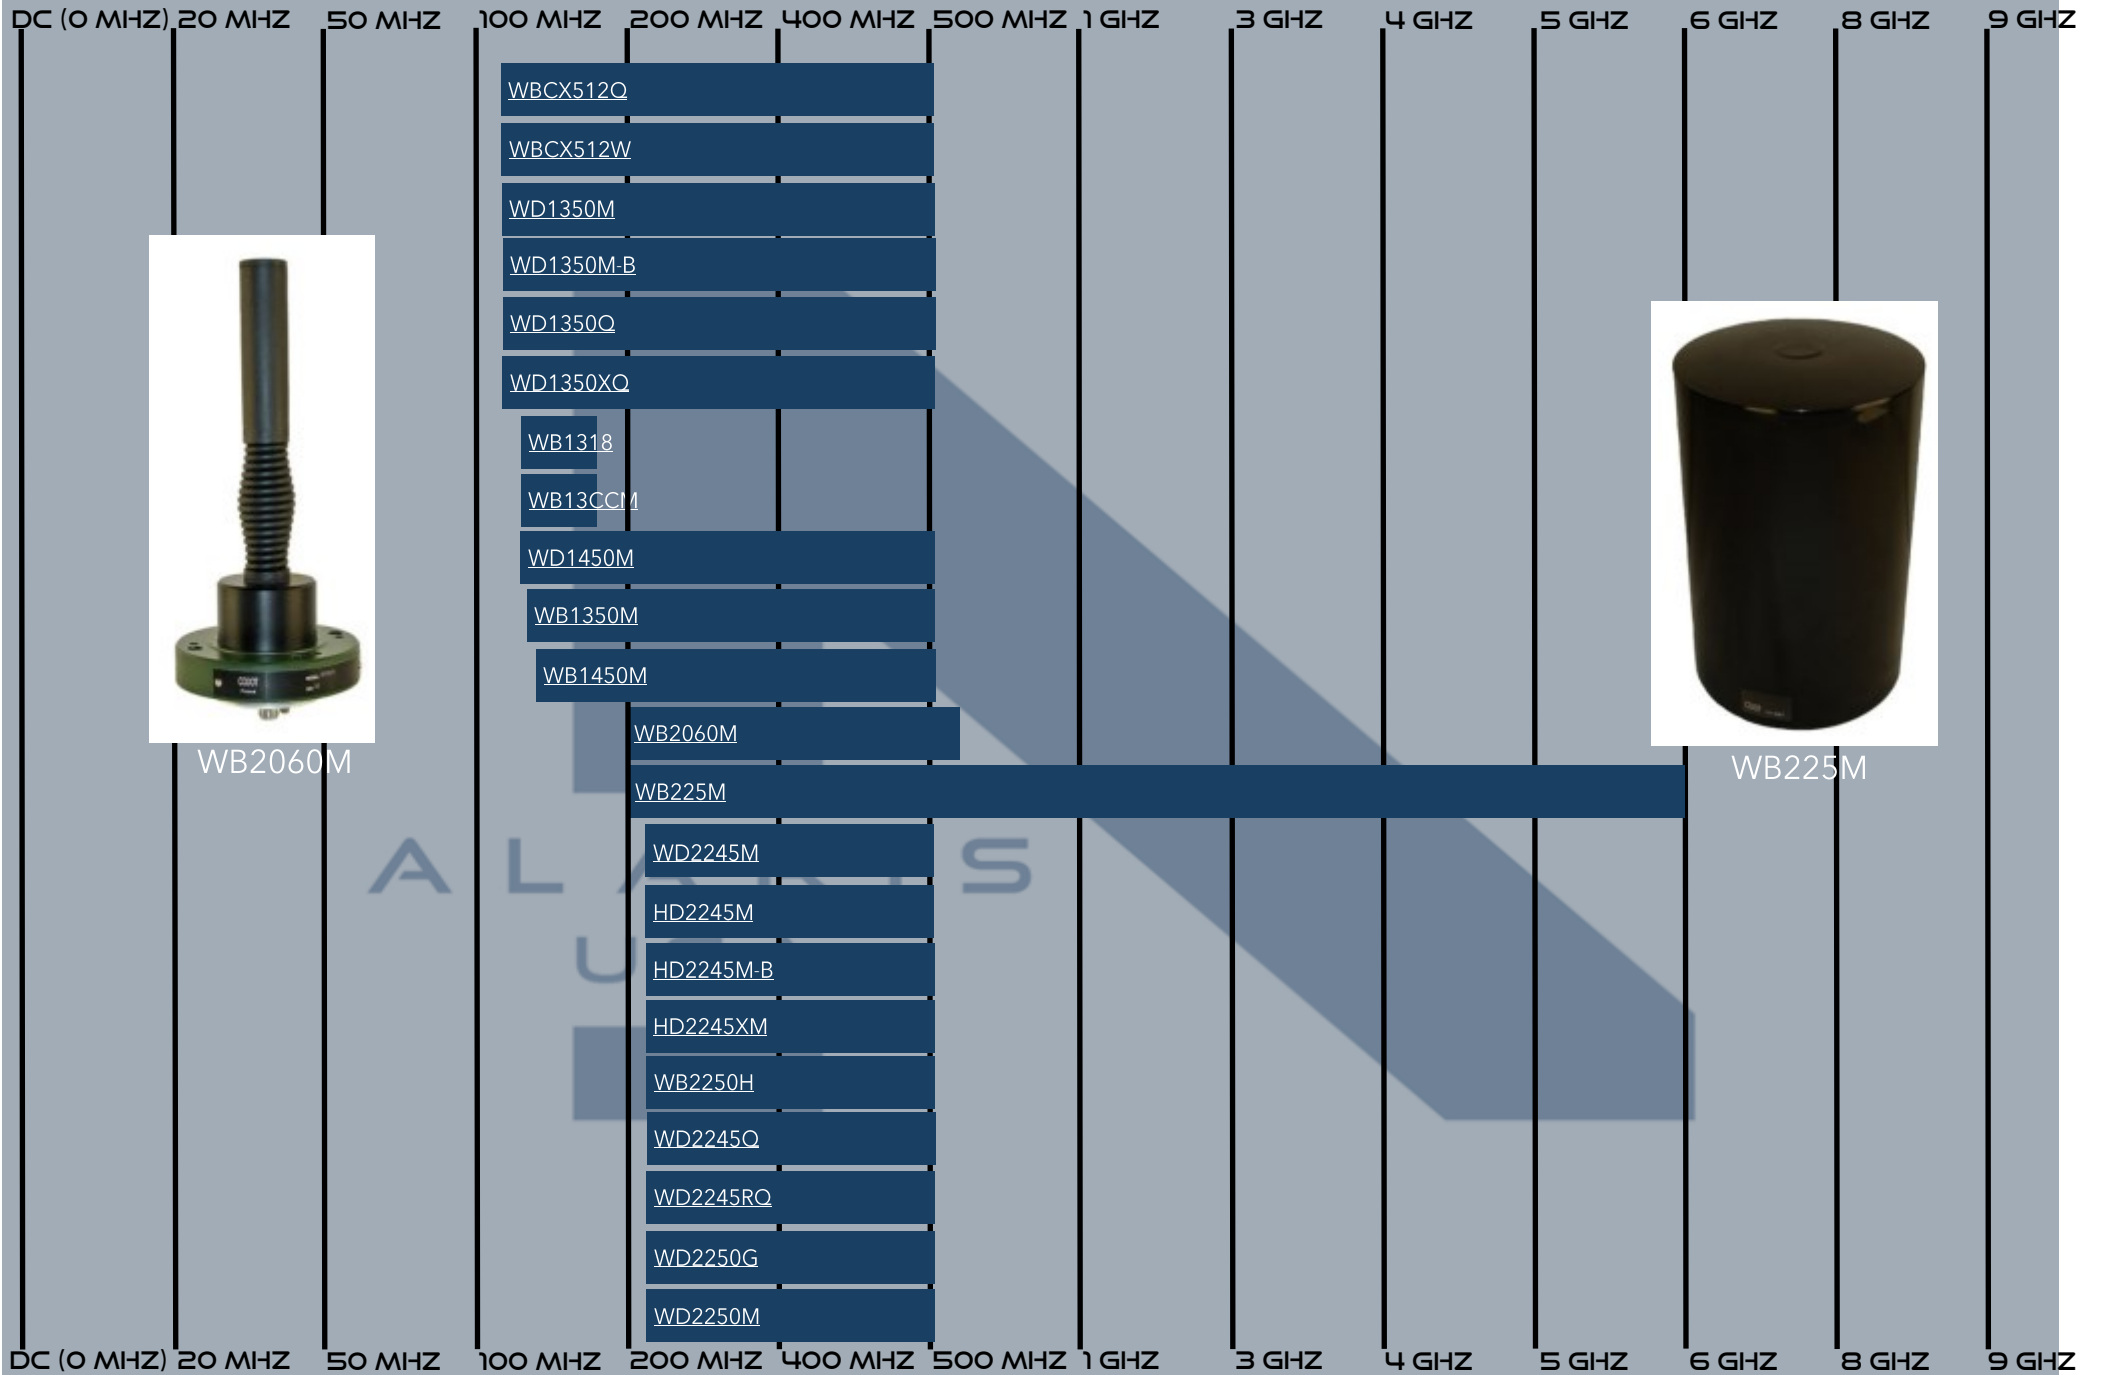 DC (0 MHZ) 20 MHZ 50 MHZ 100 MHZ 200 MHZ 400 MHZ 500 MHZ 1 GHZ 3 GHZ 4 GHZ 5 GHZ 6 GHZ 8 GHZ 9 GHZ
WBCX512Q
WBCX512W
WD1350M
WD1350M-B
WD1350Q
WD1350XQ
WB1318
WB13CCM
WD1450M
WB1350M
WB1450M
WB2060M
WB2060M
WB225M
WB225M
WD2245M
HD2245M
HD2245M-B
HD2245XM
WB2250H
WD2245Q
WD2245RQ
WD2250G
WD2250M
DC (0 MHZ) 20 MHZ 50 MHZ 100 MHZ 200 MHZ 400 MHZ 500 MHZ 1 GHZ 3 GHZ 4 GHZ 5 GHZ 6 GHZ 8 GHZ 9 GHZ